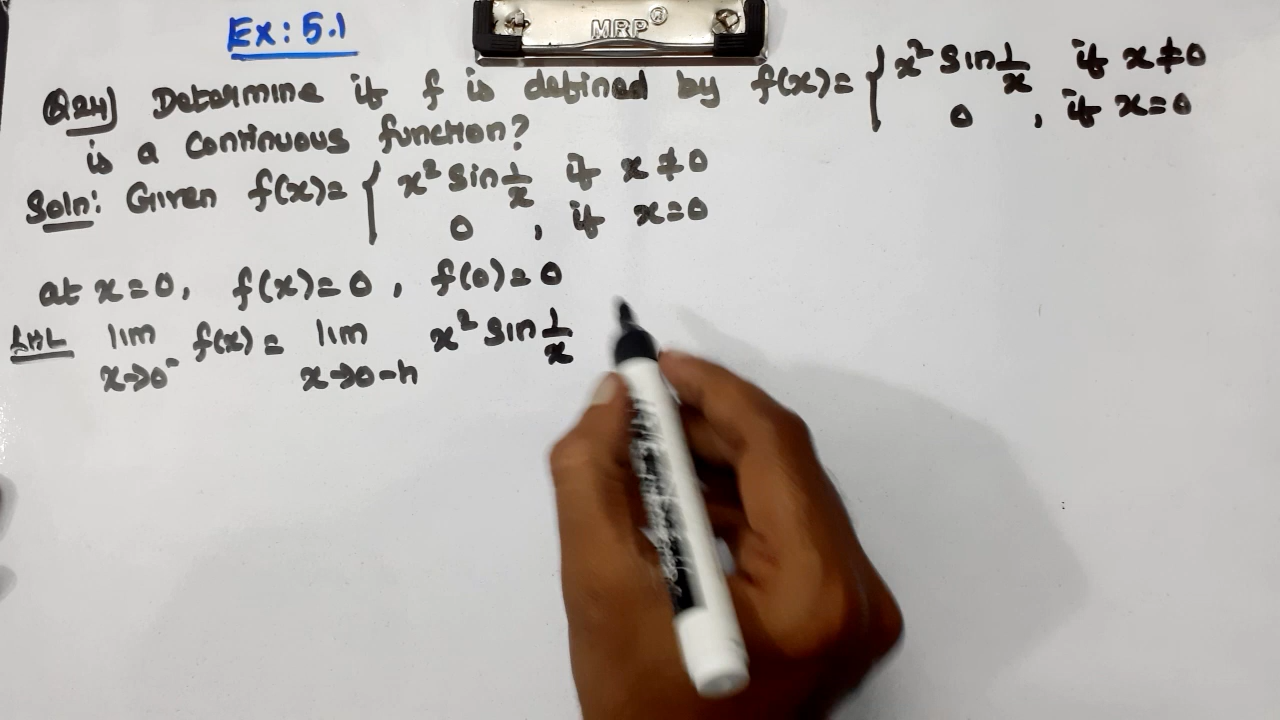 Ex: 5.1
MRP®
Q24) Determine if f is defined by f(x)= { x² Sin 1/x if x≠0
0 , if x=0
is a continuous function?
Soln: Given f(x)= { x² Sin 1/x if x≠0
0 , if x=0
at x=0, f(x)=0, f(0)=0
LHL lim x→0⁻ f(x) = lim x→0-h x² Sin 1/x